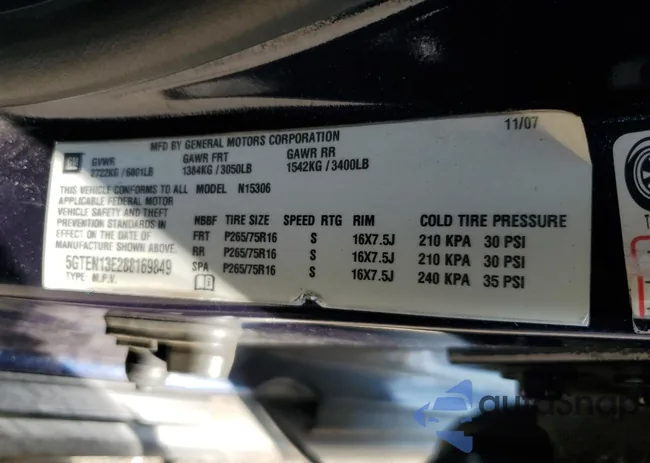 MFD BY GENERAL MOTORS CORPORATION 11/07
GM GVWR GAWR FRT GAWR RR
2722KG / 6001LB 1384KG / 3050LB 1542KG / 3400LB
THIS VEHICLE CONFORMS TO ALL MODEL N15306
APPLICABLE FEDERAL MOTOR
VEHICLE SAFETY AND THEFT
PREVENTION STANDARDS IN
EFFECT ON THE DATE OF
MANUFACTURE SHOWN ABOVE.
5GTEN13E288169849
TYPE M.P.V.
NBBF TIRE SIZE SPEED RTG RIM COLD TIRE PRESSURE
FRT P265/75R16 S 16X7.5J 210 KPA 30 PSI
RR P265/75R16 S 16X7.5J 210 KPA 30 PSI
SPA P265/75R16 S 16X7.5J 240 KPA 35 PSI
autoSnap